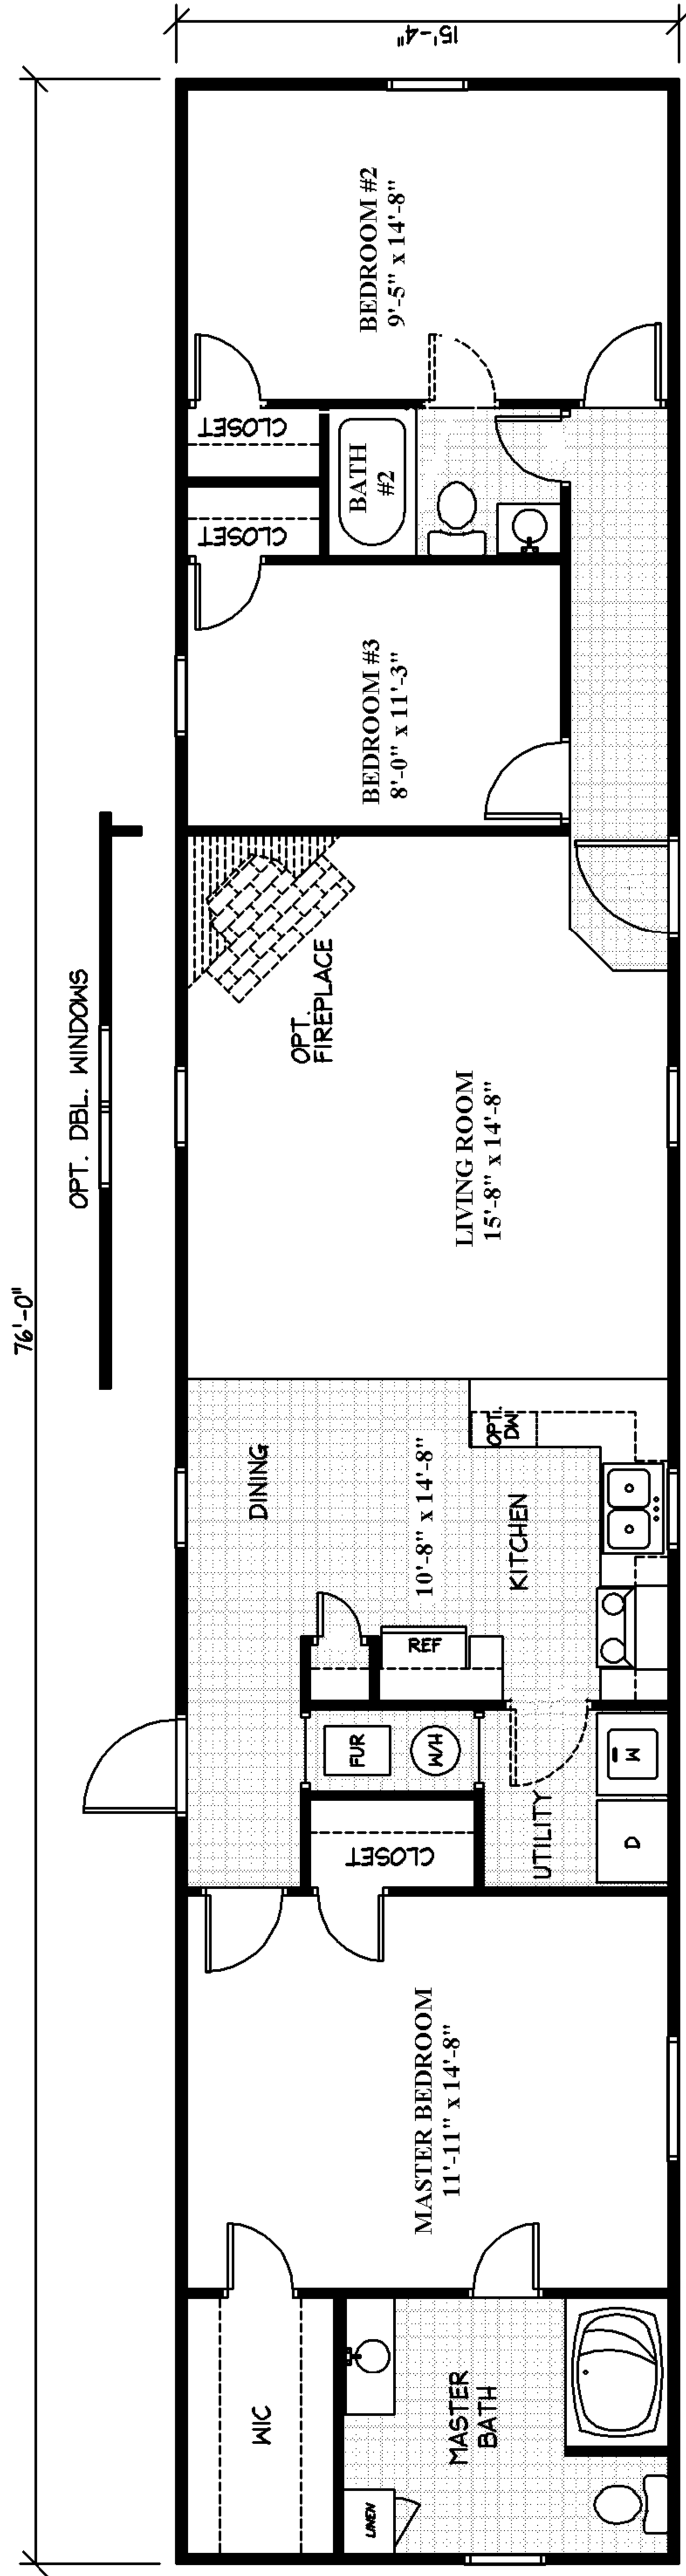 15'-4"
76'-0"
BEDROOM #2
9'-5" x 14'-8"
CLOSET
CLOSET
BATH
#2
BEDROOM #3
8'-0" x 11'-3"
OPT. DBL. WINDOWS
OPT.
FIREPLACE
LIVING ROOM
15'-8" x 14'-8"
DINING
10'-8" x 14'-8"
KITCHEN
OPT.
DW
REF
FUR
W/H
UTILITY
W
D
CLOSET
MASTER BEDROOM
11'-11" x 14'-8"
WIC
MASTER
BATH
LINEN